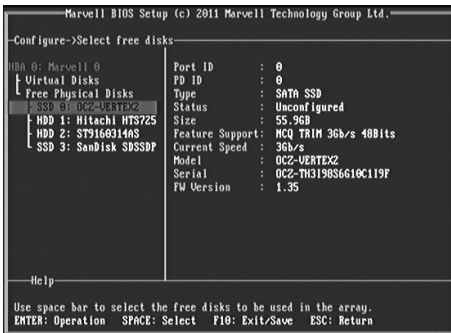 Marvell BIOS Setup (c) 2011 Marvell Technology Group Ltd.
Configure->Select free disks
HBA 0: Marvell 0
Virtual Disks
Free Physical Disks
SSD 0: OCZ-VERTEX2
HDD 1: Hitachi HTS725
HDD 2: ST9160314AS
SSD 3: SanDisk SDSSDP
Port ID : 0
PD ID : 0
Type : SATA SSD
Status : Unconfigured
Size : 55.9GB
Feature Support: NCQ TRIM 3Gb/s 48Bits
Current Speed : 3Gb/s
Model : OCZ-VERTEX2
Serial : OCZ-TH3I98S6G10C1I9F
FW Version : 1.35
Help
Use space bar to select the free disks to be used in the array.
ENTER: Operation SPACE: Select F10: Exit/Save ESC: Return